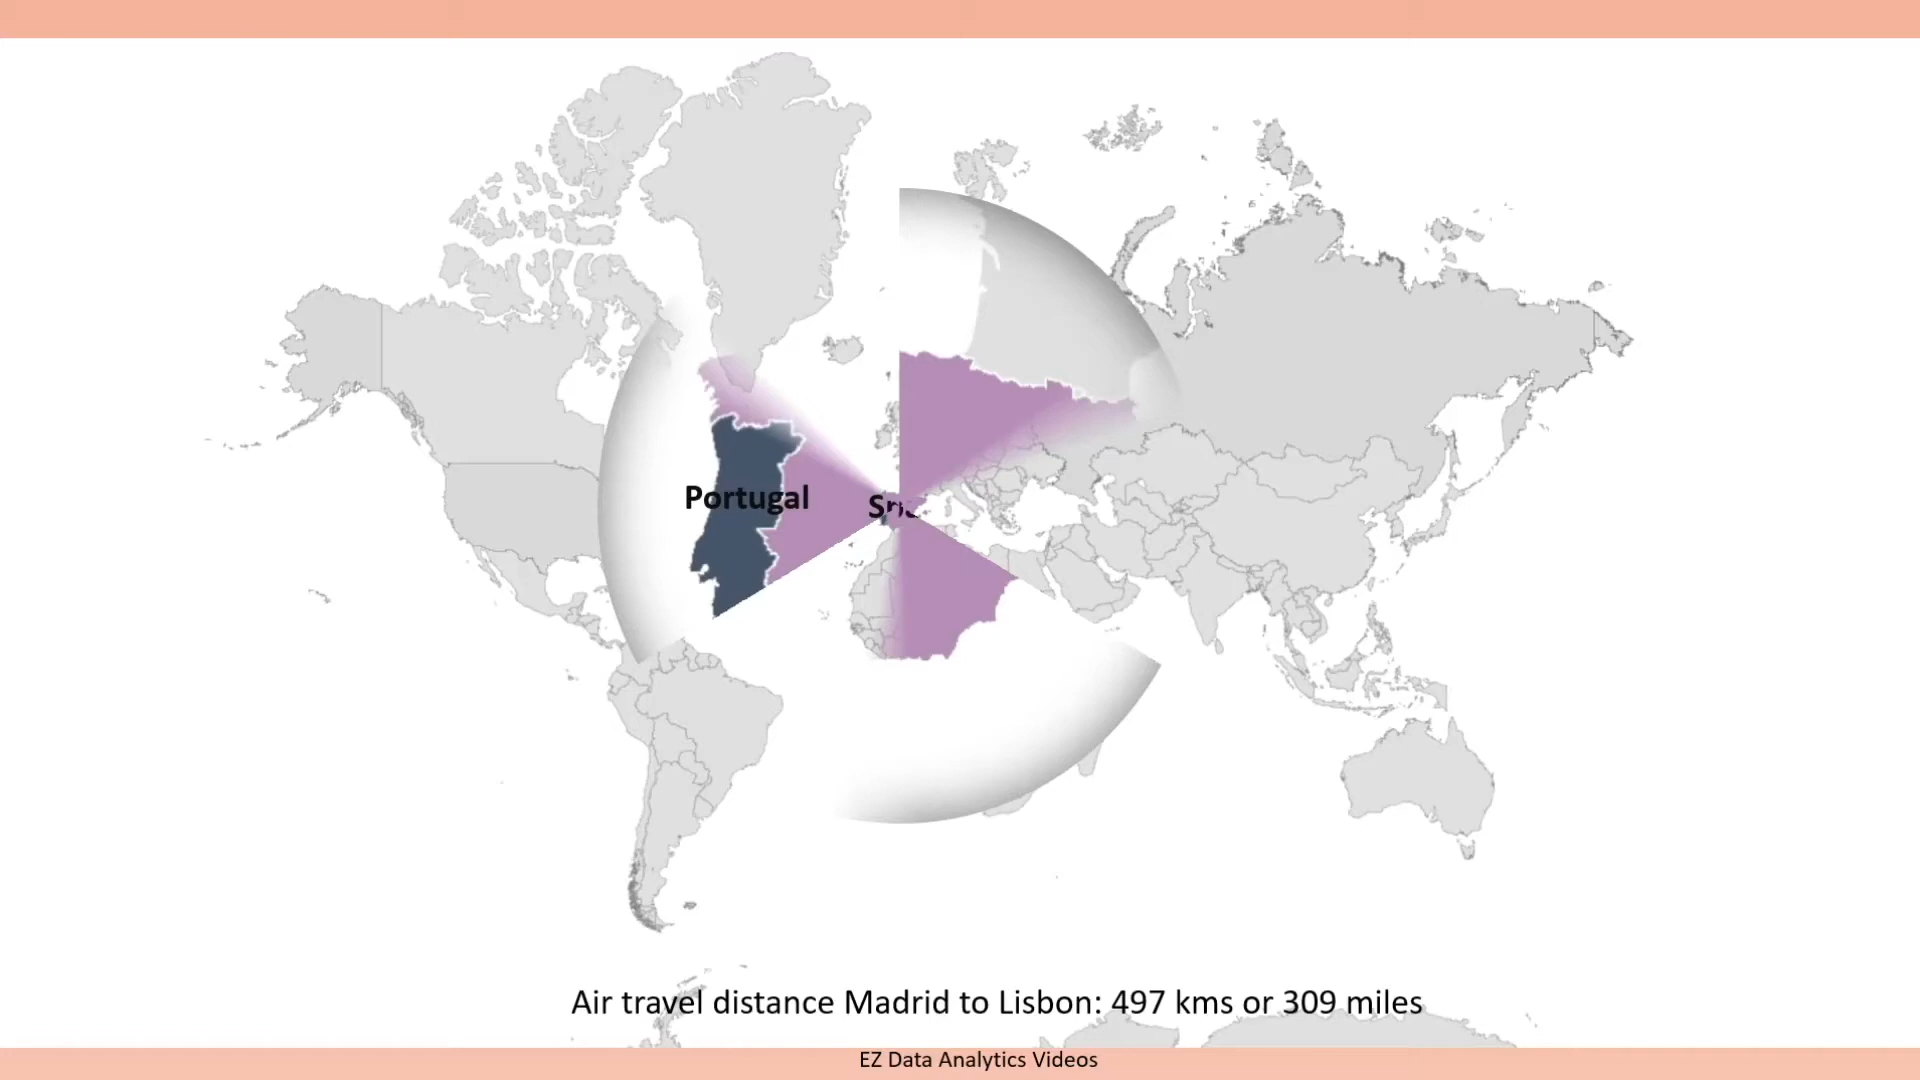 Portugal
Air travel distance Madrid to Lisbon: 497 kms or 309 miles
EZ Data Analytics Videos